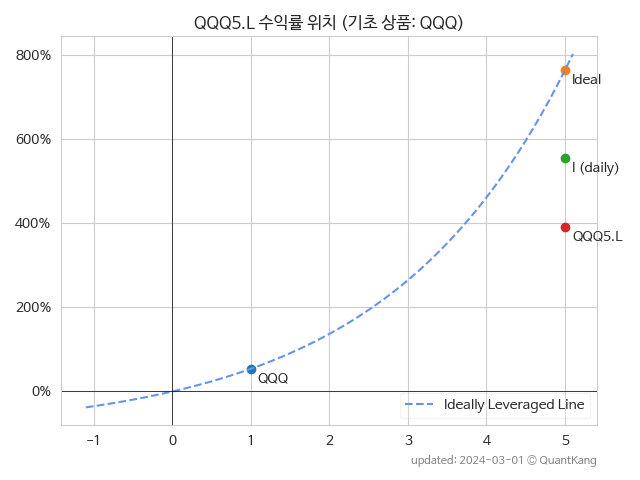 QQQ5.L 수익률 위치 (기초 상품: QQQ)
800%
600%
400%
200%
0%
Ideal
I (daily)
QQQ5.L
QQQ
Ideally Leveraged Line
−1
0
1
2
3
4
5
updated: 2024-03-01 © QuantKang